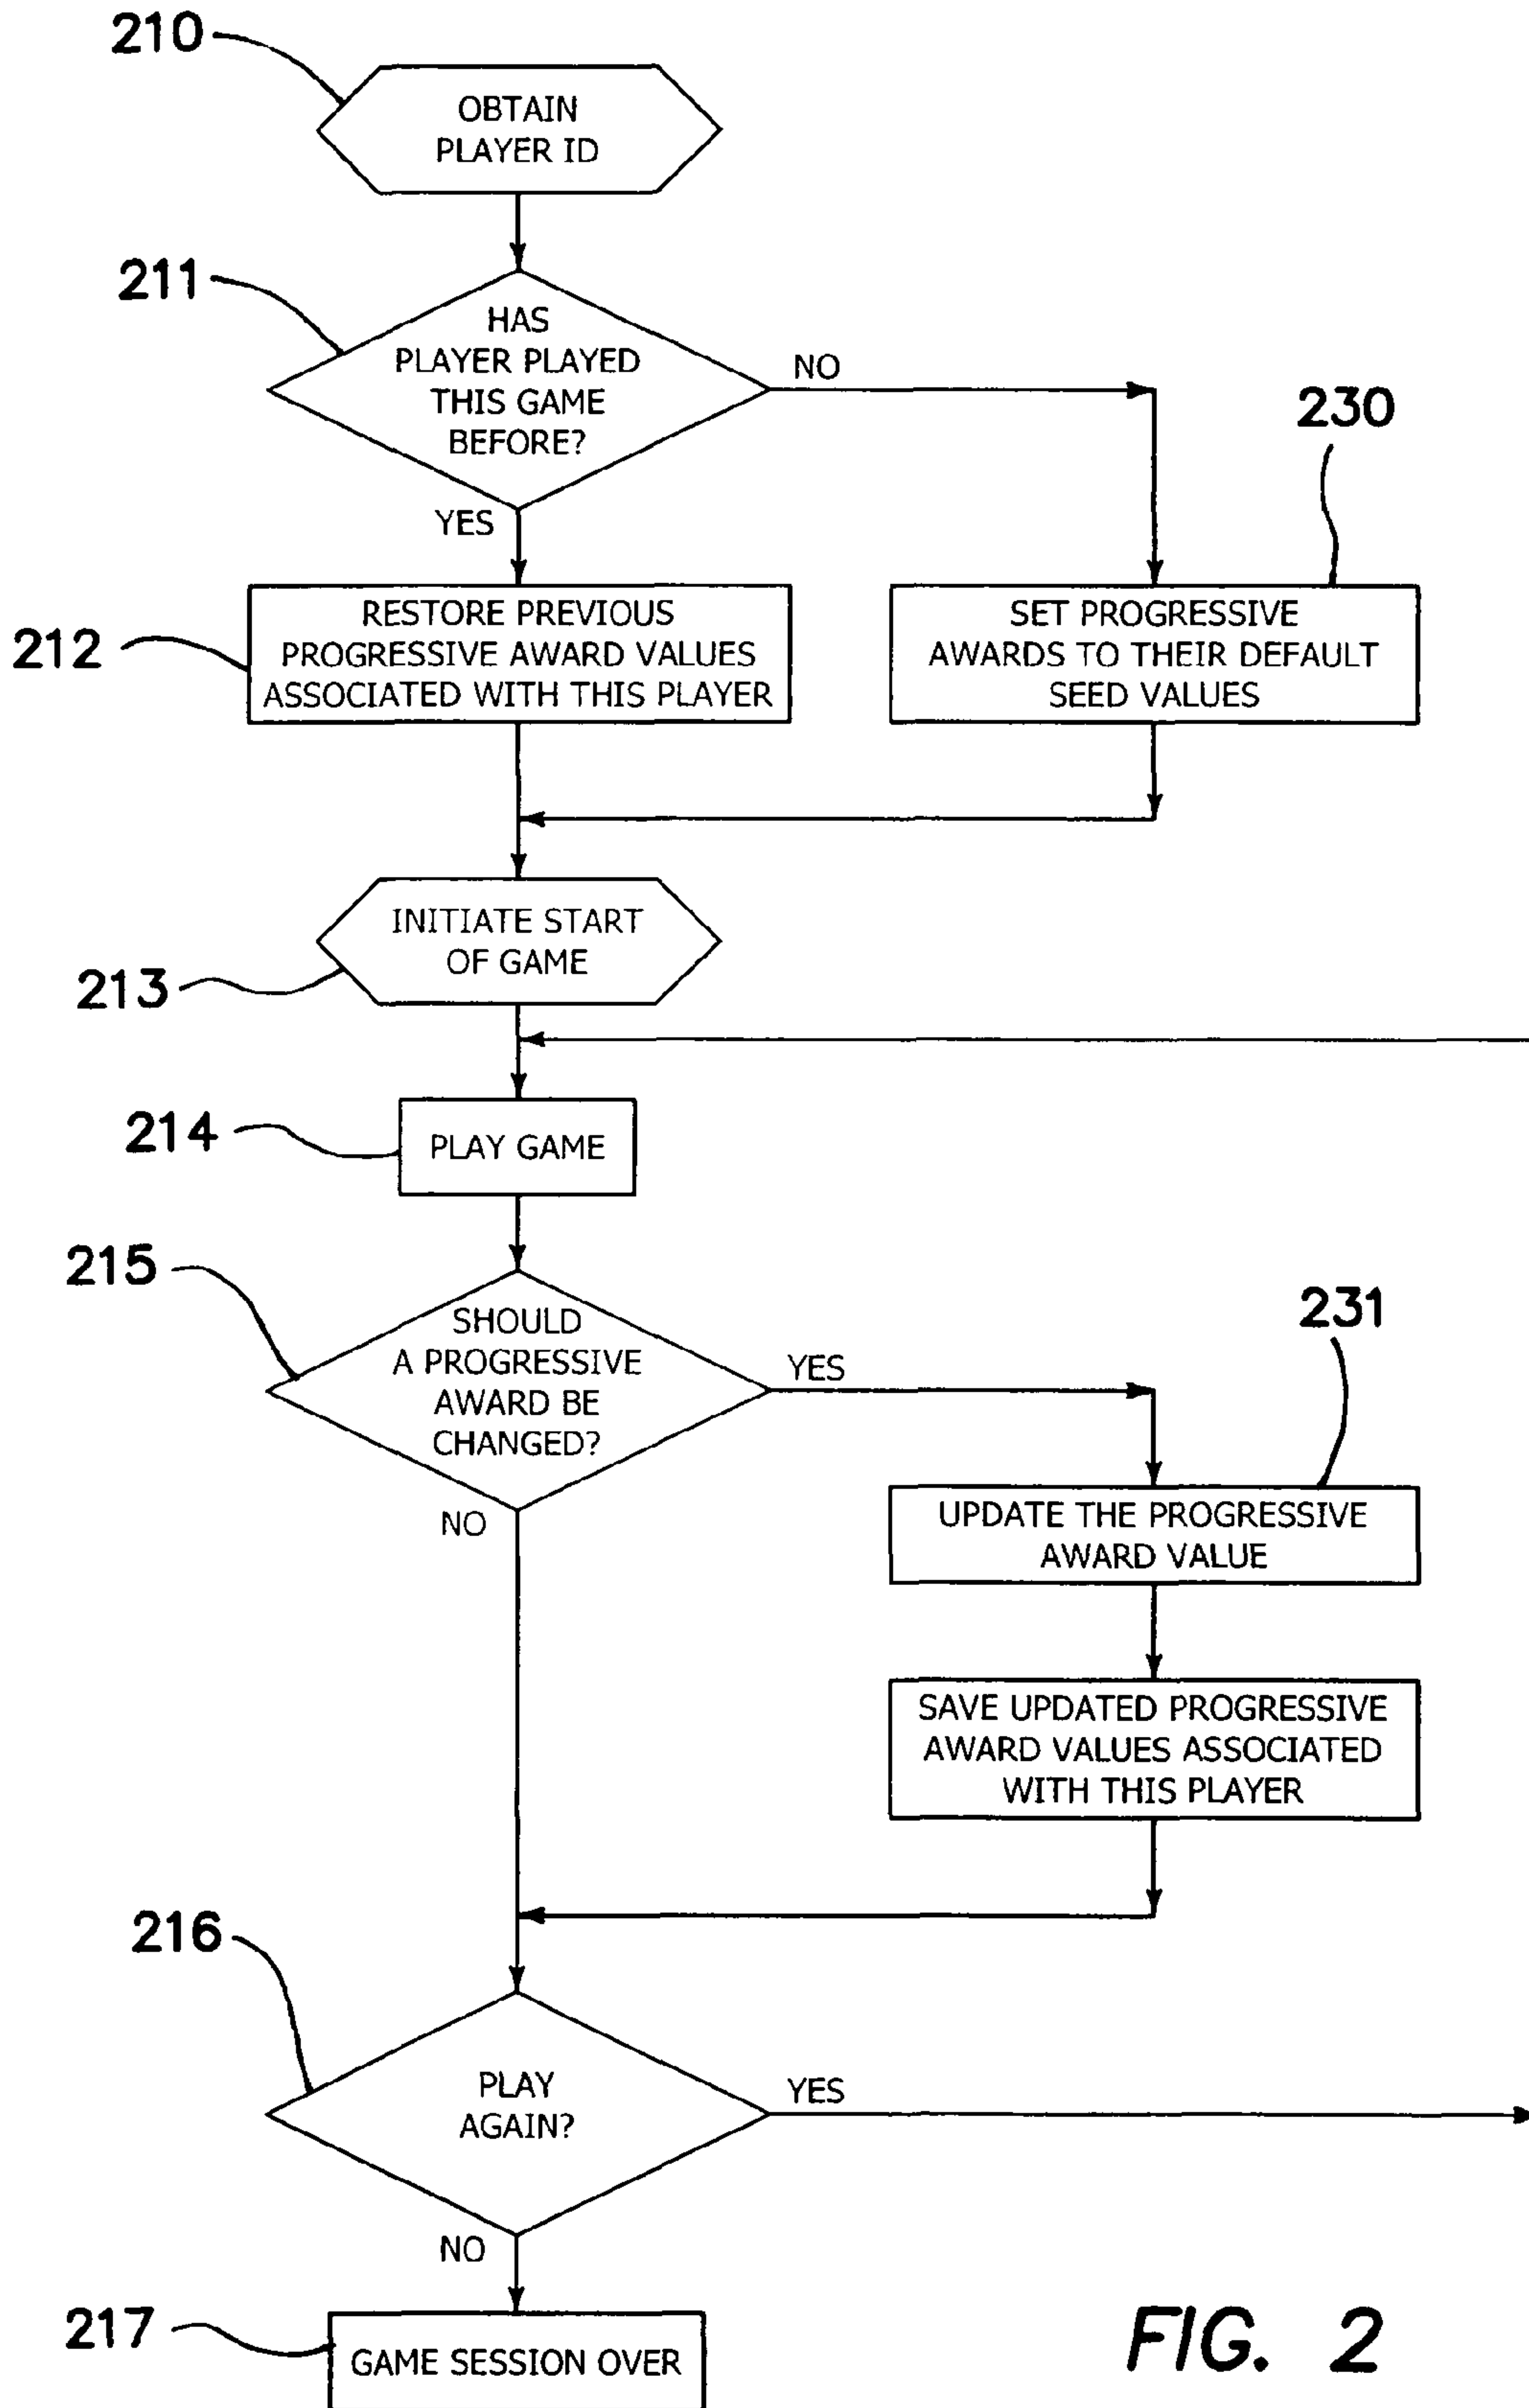 210
OBTAIN
PLAYER ID
211
HAS
PLAYER PLAYED
THIS GAME
BEFORE?
NO
YES
230
212
RESTORE PREVIOUS
PROGRESSIVE AWARD VALUES
ASSOCIATED WITH THIS PLAYER
SET PROGRESSIVE
AWARDS TO THEIR DEFAULT
SEED VALUES
INITIATE START
OF GAME
213
214
PLAY GAME
215
SHOULD
A PROGRESSIVE
AWARD BE
CHANGED?
YES
NO
231
UPDATE THE PROGRESSIVE
AWARD VALUE
SAVE UPDATED PROGRESSIVE
AWARD VALUES ASSOCIATED
WITH THIS PLAYER
216
PLAY
AGAIN?
YES
NO
217
GAME SESSION OVER
FIG. 2